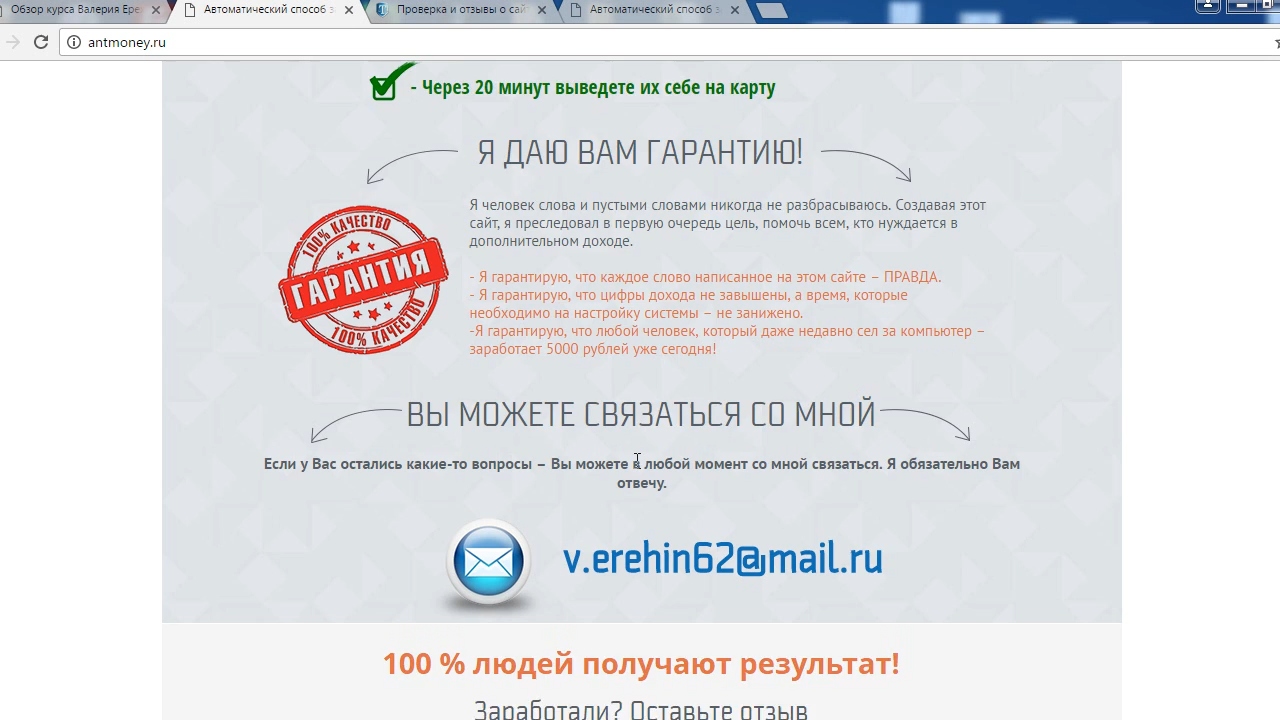 Обзор курса Валерия Ере
Автоматический способ з
Проверка и отзывы о сай
Автоматический способ з
antmoney.ru
- Через 20 минут выведете их себе на карту
Я ДАЮ ВАМ ГАРАНТИЮ!
100% КАЧЕСТВО
ГАРАНТИЯ
100% КАЧЕСТВО
Я человек слова и пустыми словами никогда не разбрасываюсь. Создавая этот
сайт, я преследовал в первую очередь цель, помочь всем, кто нуждается в
дополнительном доходе.
- Я гарантирую, что каждое слово написанное на этом сайте – ПРАВДА.
- Я гарантирую, что цифры дохода не завышены, а время, которые
необходимо на настройку системы – не занижено.
-Я гарантирую, что любой человек, который даже недавно сел за компьютер –
заработает 5000 рублей уже сегодня!
ВЫ МОЖЕТЕ СВЯЗАТЬСЯ СО МНОЙ
Если у Вас остались какие-то вопросы – Вы можете в любой момент со мной связаться. Я обязательно Вам
отвечу.
v.erehin62@mail.ru
100 % людей получают результат!
Заработали? Оставьте отзыв